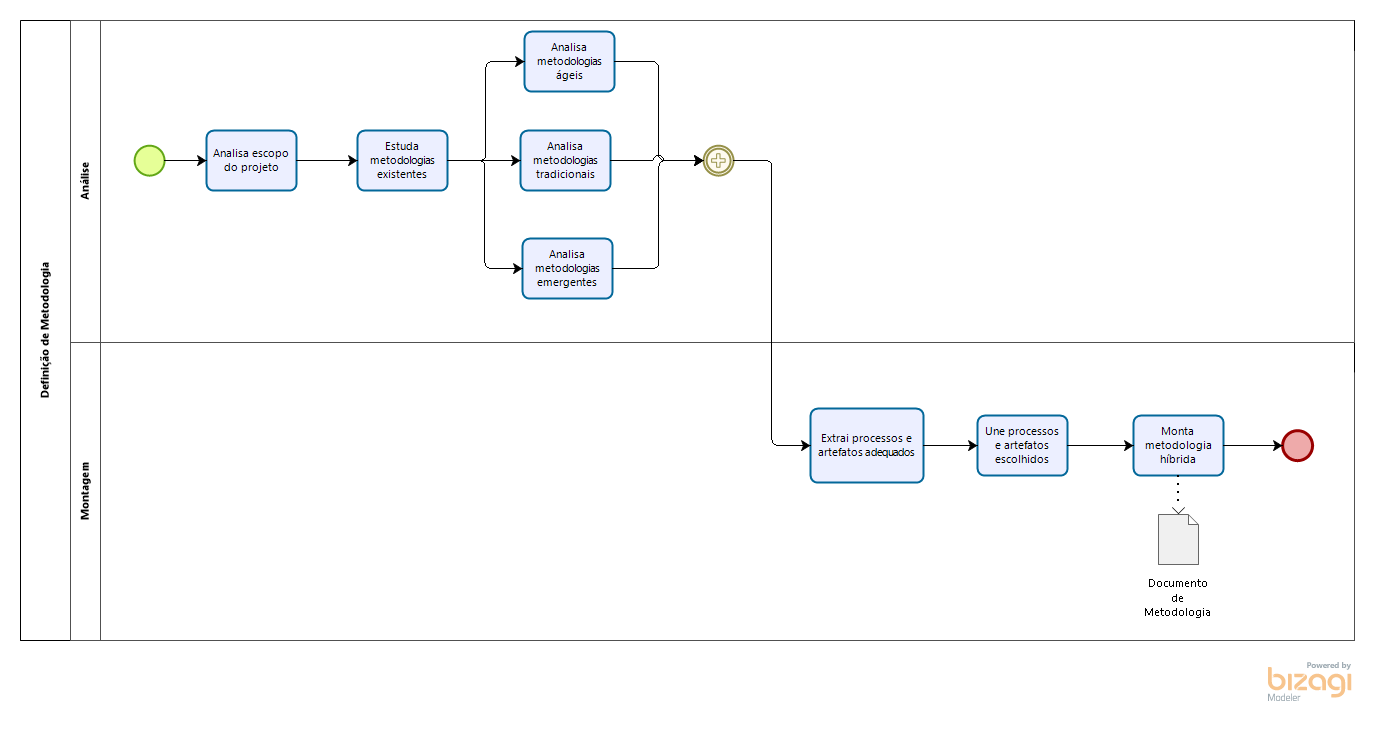 Definição de Metodologia
Análise
Analisa escopo
do projeto
Estuda
metodologias
existentes
Analisa
metodologias
ágeis
Analisa
metodologias
tradicionais
Analisa
metodologias
emergentes
Montagem
Extrai processos e
artefatos adequados
Une processos
e artefatos
escolhidos
Monta
metodologia
híbrida
Documento
de
Metodologia
Powered by
bizagi
Modeler